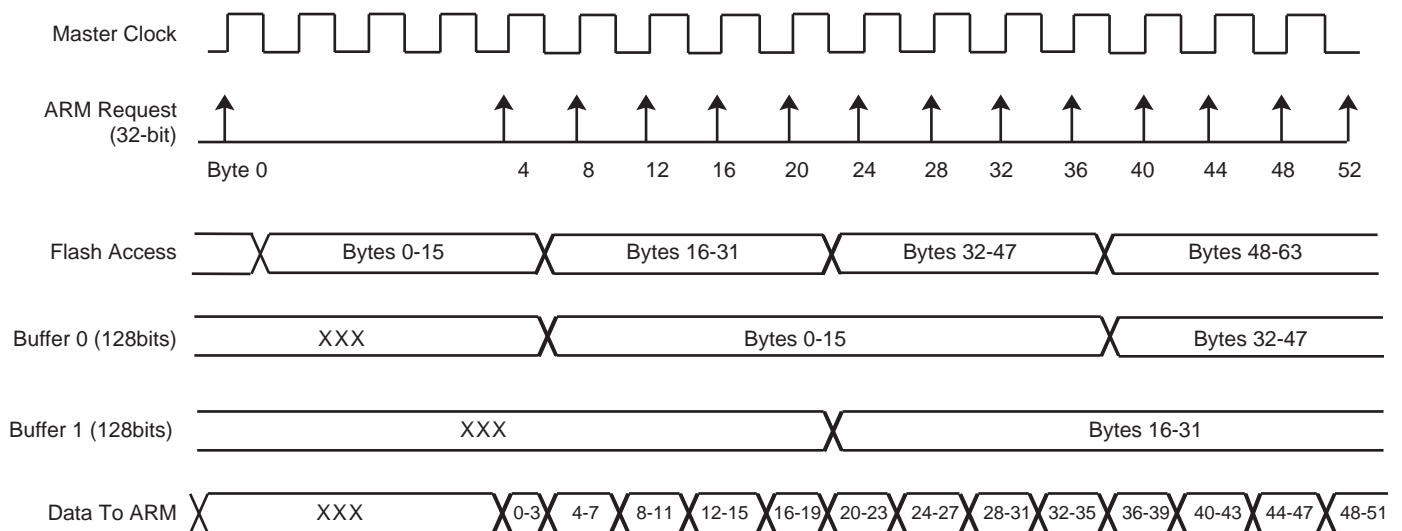 Master Clock
ARM Request
(32-bit)
Byte 0 4 8 12 16 20 24 28 32 36 40 44 48 52
Flash Access Bytes 0-15 Bytes 16-31 Bytes 32-47 Bytes 48-63
Buffer 0 (128bits) XXX Bytes 0-15 Bytes 32-47
Buffer 1 (128bits) XXX Bytes 16-31
Data To ARM XXX 0-3 4-7 8-11 12-15 16-19 20-23 24-27 28-31 32-35 36-39 40-43 44-47 48-51